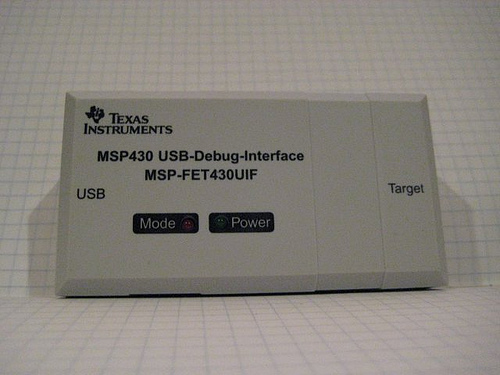 Texas
Instruments
MSP430 USB-Debug-Interface
MSP-FET430UIF
USB
Target
Mode
Power